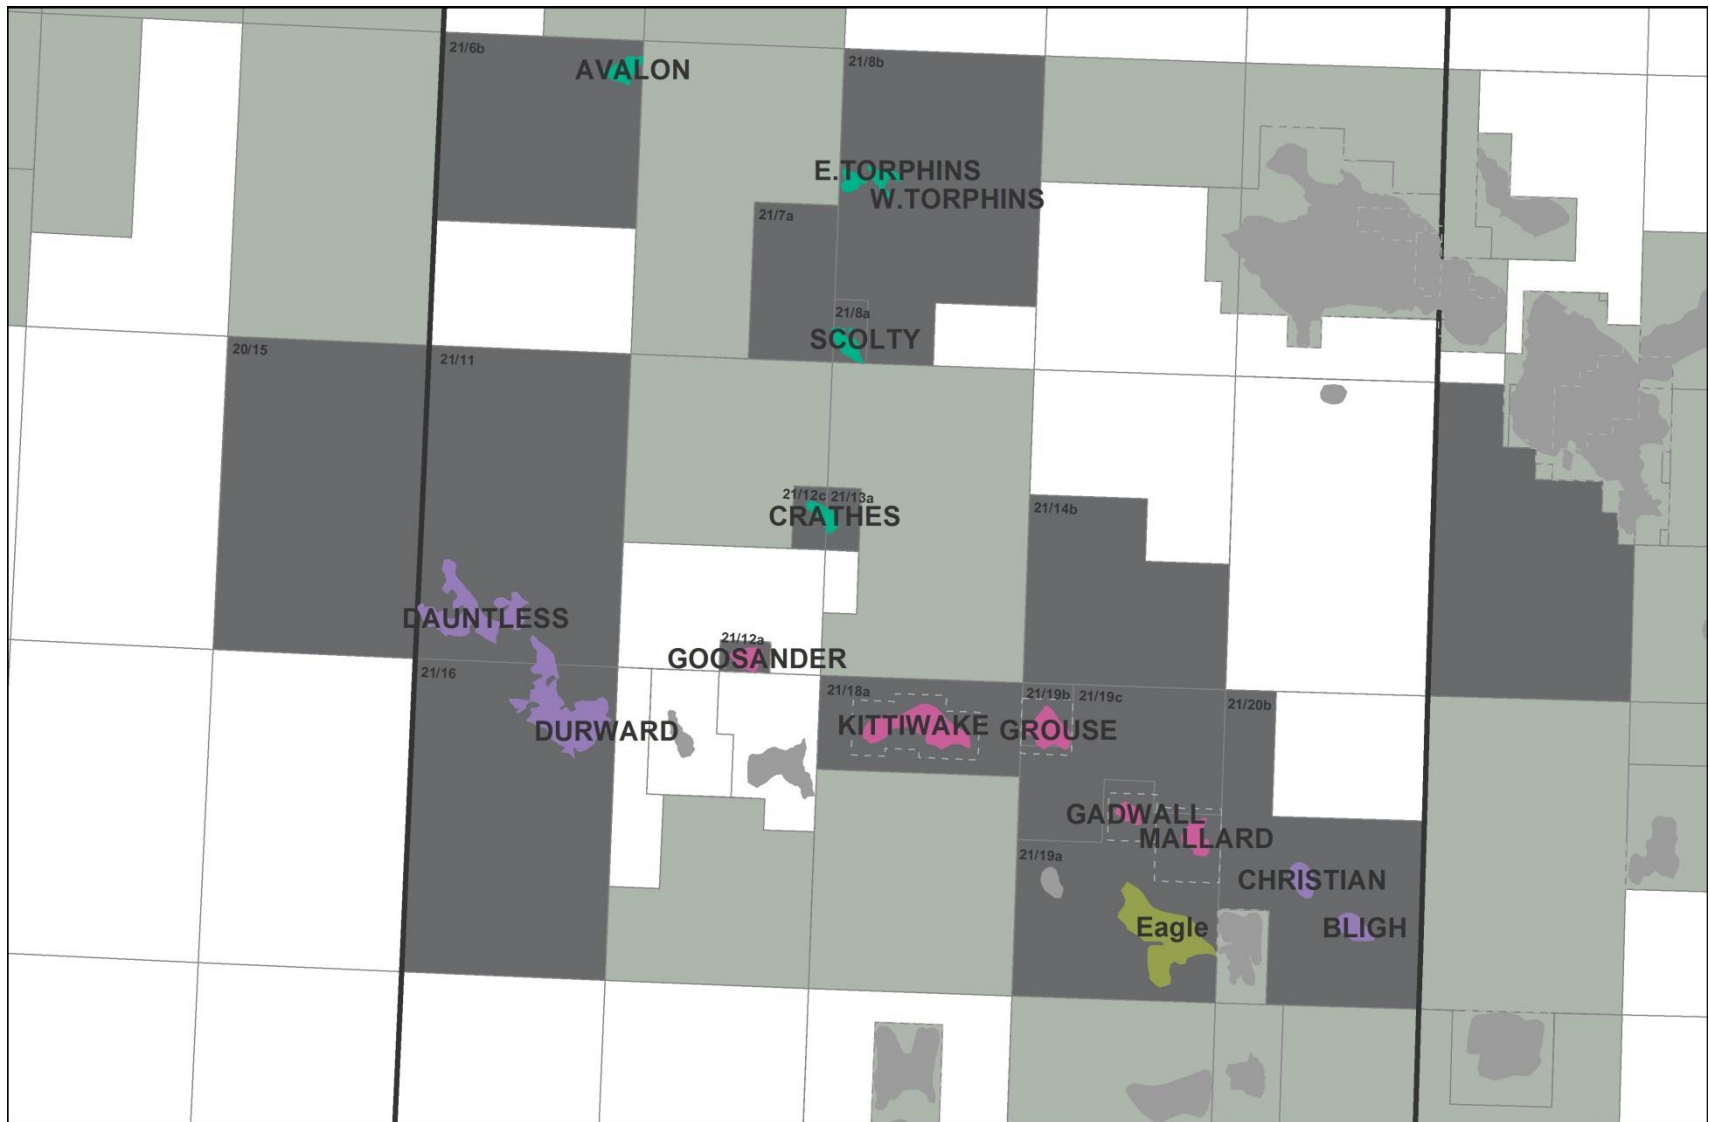 21/6b
AVALON
21/8b
E.TORPHINS
W.TORPHINS
21/7a
21/8a
SCOLTY
20/15
21/11
21/12c
21/13a
CRATHES
21/14b
DAUNTLESS
21/12a
GOOSANDER
21/16
21/18a
21/19b
21/19c
21/20b
DURWARD
KITTIWAKE
GROUSE
GADWALL
MALLARD
21/19a
CHRISTIAN
Eagle
BLIGH